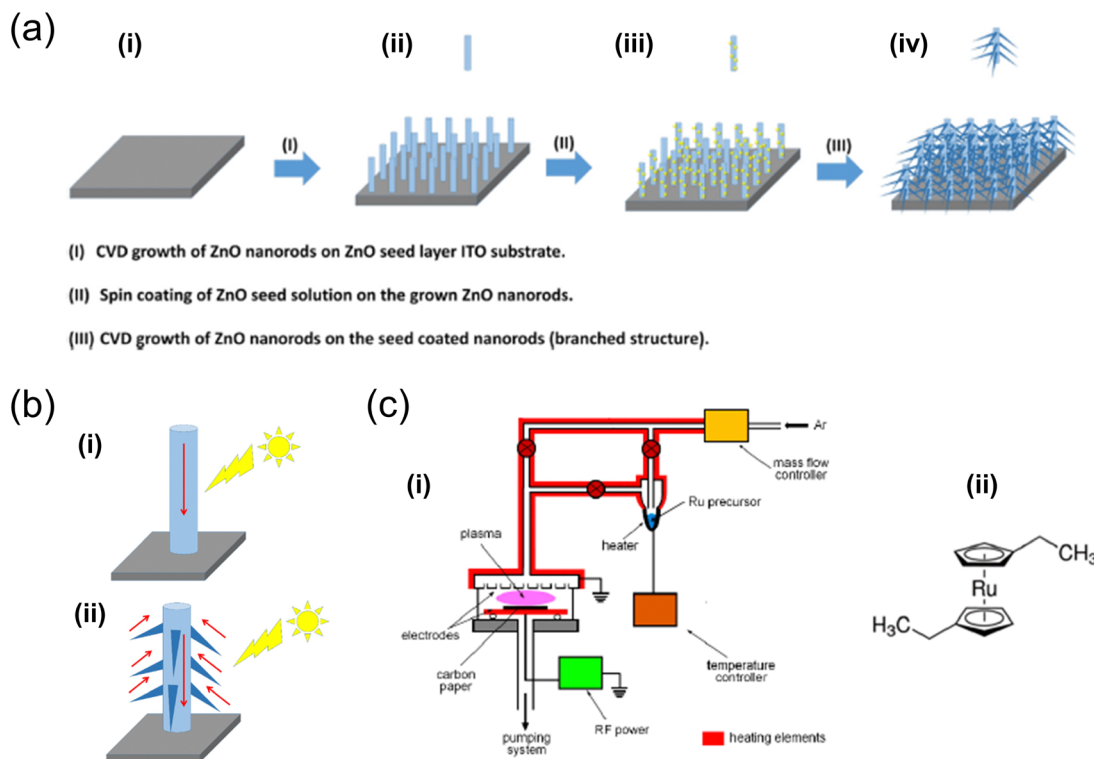 (a)
(i)
(ii)
(iii)
(iv)
(I)
(II)
(III)
(I) CVD growth of ZnO nanorods on ZnO seed layer ITO substrate.
(II) Spin coating of ZnO seed solution on the grown ZnO nanorods.
(III) CVD growth of ZnO nanorods on the seed coated nanorods (branched structure).
(b)
(i)
(ii)
(c)
(i)
Ar
mass flow
controller
Ru precursor
heater
plasma
electrodes
carbon
paper
temperature
controller
RF power
pumping
system
heating elements
(ii)
CH3
Ru
H3C